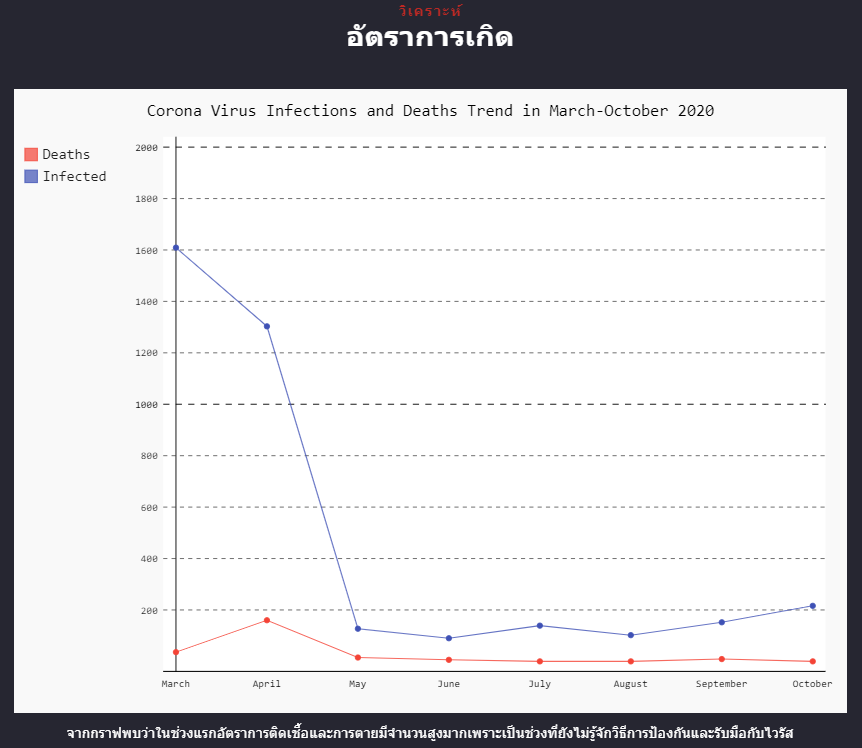 วิเคราะห์
อัตราการเกิด
Corona Virus Infections and Deaths Trend in March-October 2020
Deaths
Infected
2000
1800
1600
1400
1200
1000
800
600
400
200
March April May June July August September October
จากกราฟพบว่าในช่วงแรกอัตราการติดเชื้อและการตายมีจำนวนสูงมากเพราะเป็นช่วงที่ยังไม่รู้จักวิธีการป้องกันและรับมือกับไวรัส